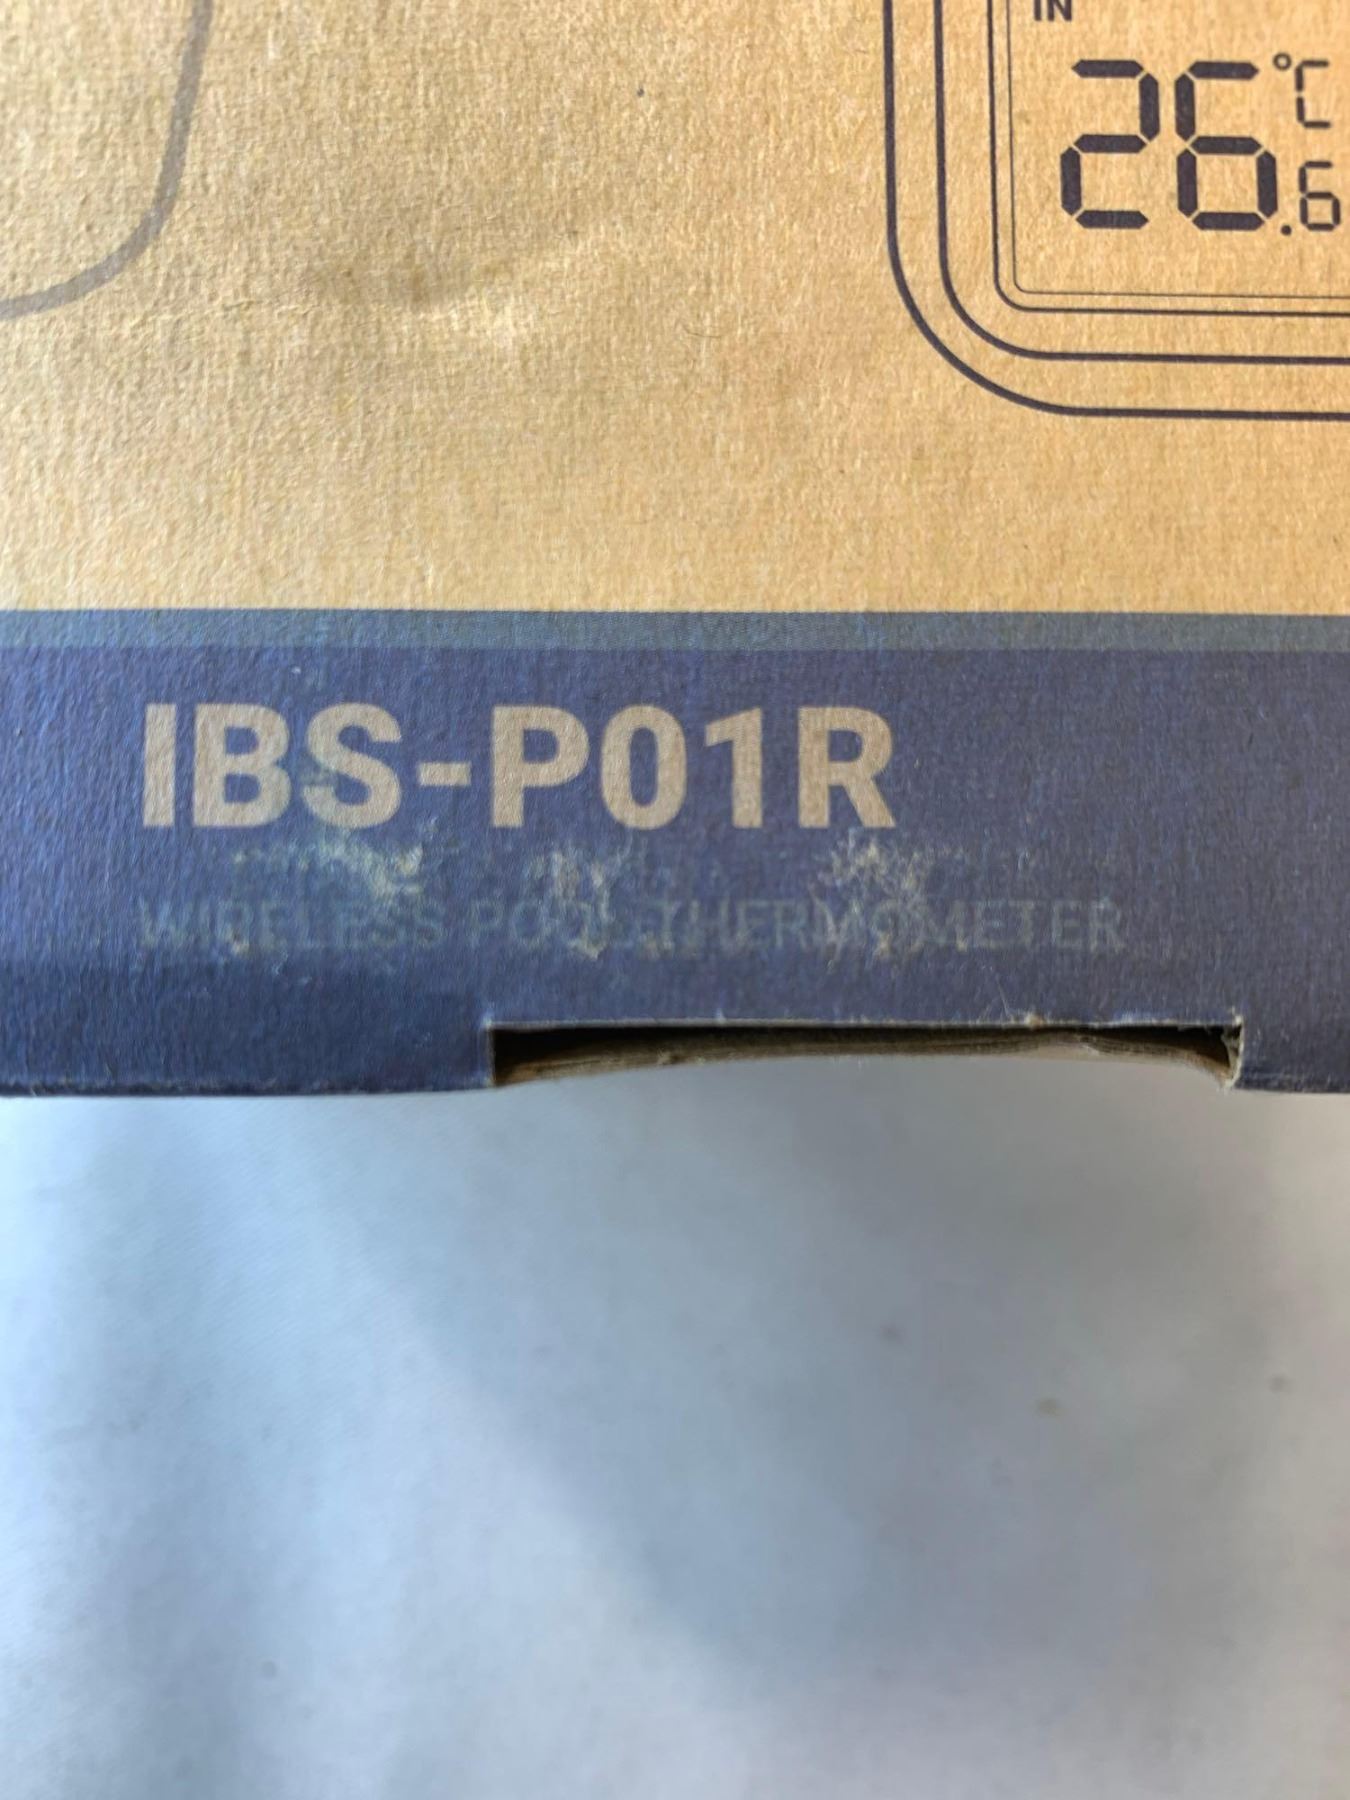 IN
26.6 °C
IBS-P01R
WIRELESS POOL THERMOMETER